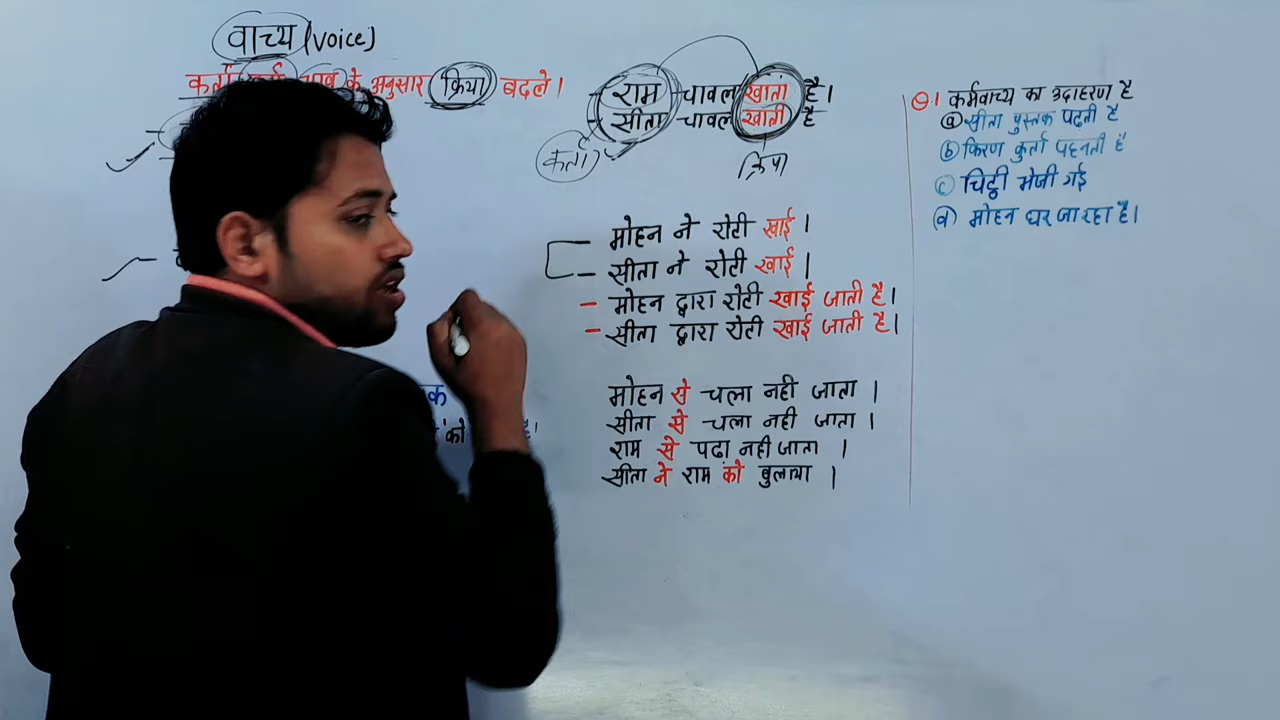 वाच्य (voice)
कर्ता के अनुसार क्रिया बदले।
राम चावल खाता है।
सीता चावल खाती है
कर्ता
क्रिया
मोहन ने रोटी खाई।
सीता ने रोटी खाई।
- मोहन द्वारा रोटी खाई जाती है।
- सीता द्वारा रोटी खाई जाती है।
मोहन से चला नही जाता।
सीता से चला नही जाता।
राम से पढा नही जाता।
सीता ने राम को बुलाया।
क
को है।
Q.1 कर्मवाच्य का उदाहरण है
(a) सीता पुस्तक पढ़ती है
(b) किरण कुर्ता पहनती है
(c) चिट्ठी भेजी गई
(d) मोहन घर जा रहा है।